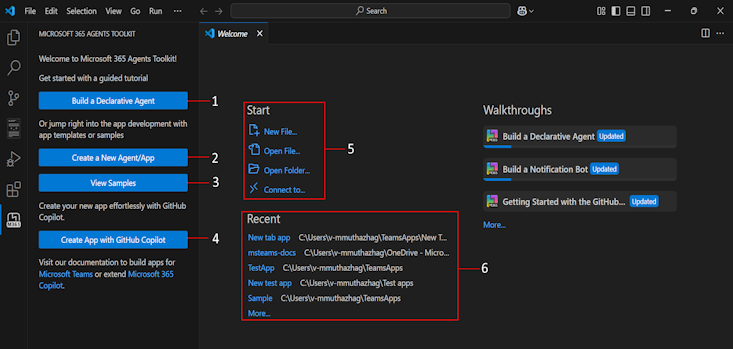 File Edit Selection View Go Run ...
Search
MICROSOFT 365 AGENTS TOOLKIT
Welcome to Microsoft 365 Agents Toolkit!
Get started with a guided tutorial
Build a Declarative Agent
1
Or jump right into the app development with
app templates or samples
Create a New Agent/App
2
View Samples
3
Create your new app effortlessly with GitHub
Copilot.
Create App with GitHub Copilot
4
Visit our documentation to build apps for
Microsoft Teams or extend Microsoft 365
Copilot.
Welcome
Start
New File...
Open File...
Open Folder...
Connect to...
5
Recent
New tab app C:\Users\v-mmuthazhag\TeamsApps\New T...
msteams-docs C:\Users\v-mmuthazhag\OneDrive - Micro...
TestApp C:\Users\v-mmuthazhag\TeamsApps
New test app C:\Users\v-mmuthazhag\Test apps
Sample C:\Users\v-mmuthazhag\TeamsApps
More...
6
Walkthroughs
Build a Declarative Agent Updated
Build a Notification Bot Updated
Getting Started with the GitHub... Updated
More...